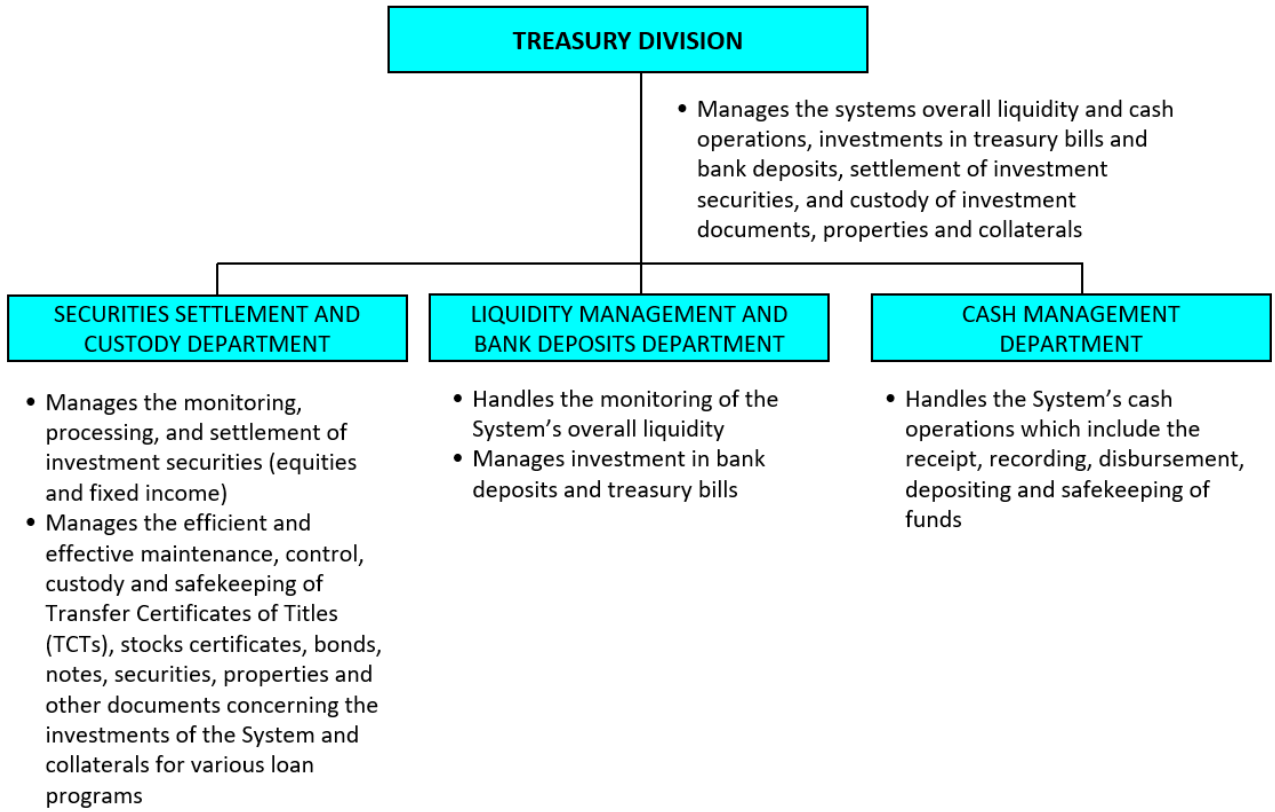 TREASURY DIVISION
• Manages the systems overall liquidity and cash
operations, investments in treasury bills and
bank deposits, settlement of investment
securities, and custody of investment
documents, properties and collaterals
SECURITIES SETTLEMENT AND
CUSTODY DEPARTMENT
• Manages the monitoring,
processing, and settlement of
investment securities (equities
and fixed income)
• Manages the efficient and
effective maintenance, control,
custody and safekeeping of
Transfer Certificates of Titles
(TCTs), stocks certificates, bonds,
notes, securities, properties and
other documents concerning the
investments of the System and
collaterals for various loan
programs
LIQUIDITY MANAGEMENT AND
BANK DEPOSITS DEPARTMENT
• Handles the monitoring of the
System’s overall liquidity
• Manages investment in bank
deposits and treasury bills
CASH MANAGEMENT
DEPARTMENT
• Handles the System’s cash
operations which include the
receipt, recording, disbursement,
depositing and safekeeping of
funds